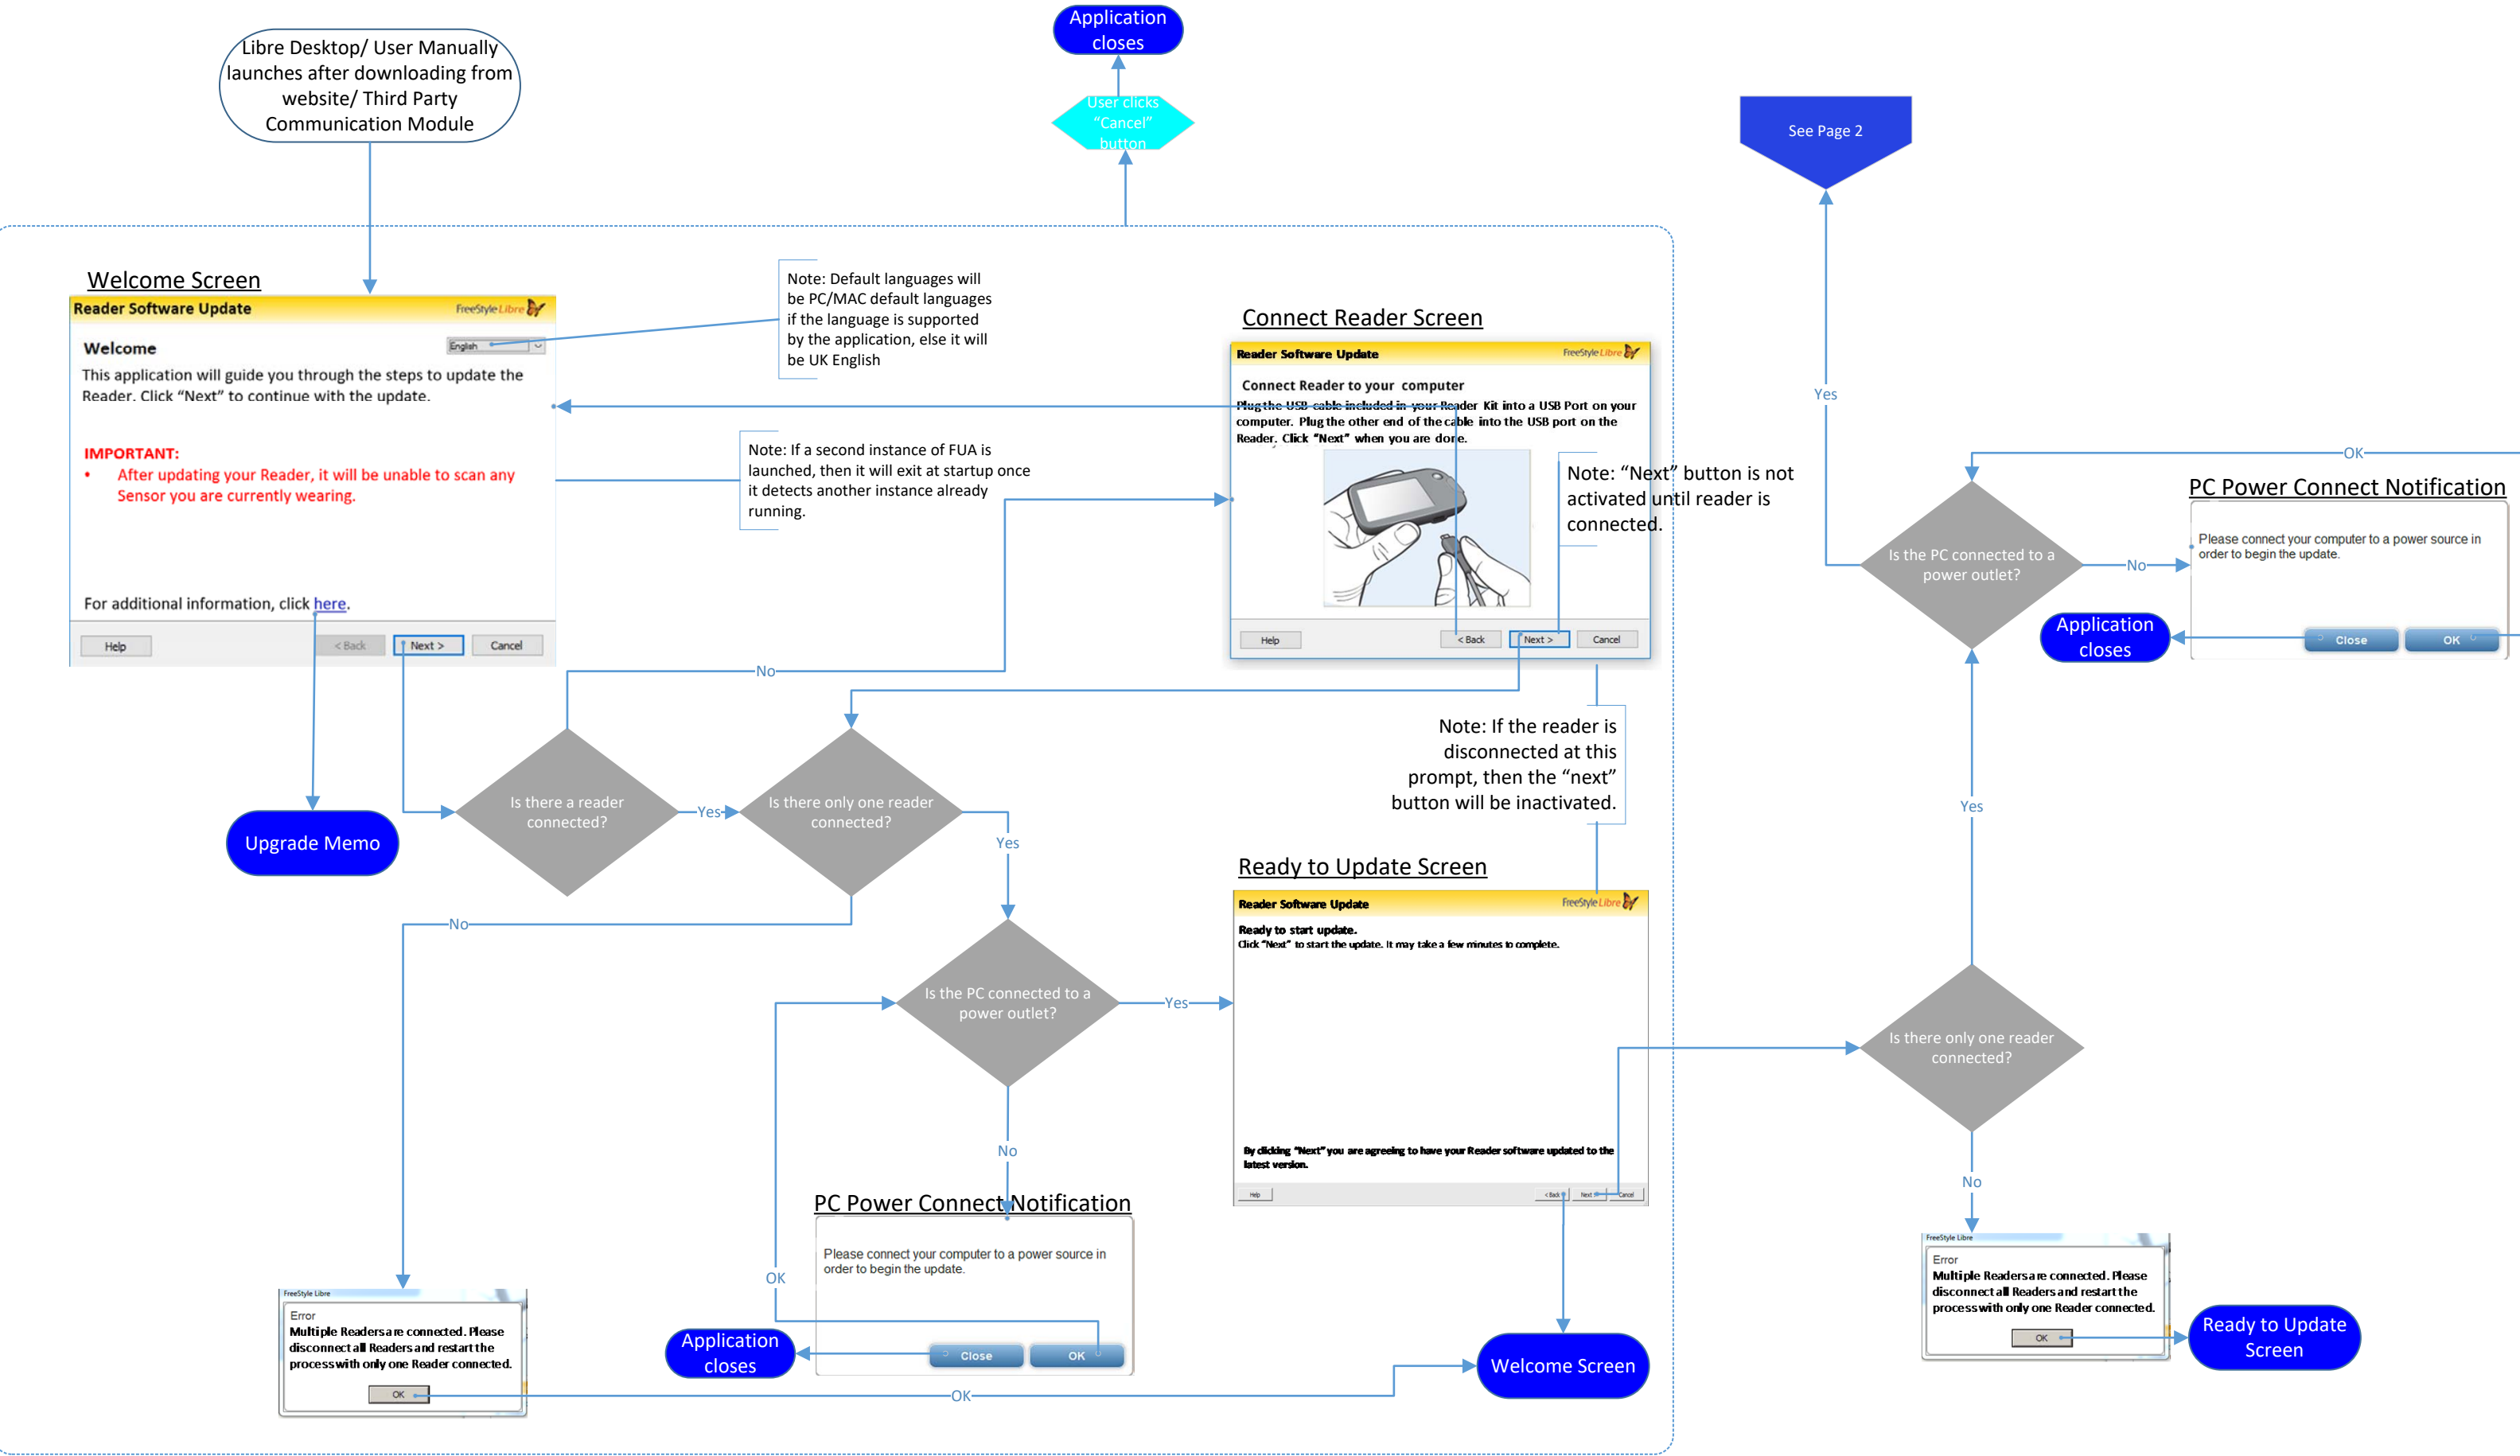 Application
closes
Libre Desktop/ User Manually
launches after downloading from
website/ Third Party
Communication Module
User clicks
“Cancel”
button
See Page 2
Welcome Screen
Reader Software Update
FreeStyle Libre
Welcome
English
This application will guide you through the steps to update the
Reader. Click “Next” to continue with the update.
IMPORTANT:
• After updating your Reader, it will be unable to scan any
Sensor you are currently wearing.
For additional information, click here.
Help
< Back
Next >
Cancel
Note: Default languages will
be PC/MAC default languages
if the language is supported
by the application, else it will
be UK English
Note: If a second instance of FUA is
launched, then it will exit at startup once
it detects another instance already
running.
Connect Reader Screen
Reader Software Update
FreeStyle Libre
Connect Reader to your computer
Plug the USB cable included in your Reader Kit into a USB Port on your
computer. Plug the other end of the cable into the USB port on the
Reader. Click “Next” when you are done.
Note: “Next” button is not
activated until reader is
connected.
Help
< Back
Next >
Cancel
Yes
OK
PC Power Connect Notification
Please connect your computer to a power source in
order to begin the update.
Is the PC connected to a
power outlet?
No
Application
closes
Close
OK
No
Note: If the reader is
disconnected at this
prompt, then the “next”
button will be inactivated.
Is there a reader
connected?
Yes
Is there only one reader
connected?
Yes
Yes
Upgrade Memo
No
Ready to Update Screen
Reader Software Update
FreeStyle Libre
Ready to start update.
Click “Next” to start the update. It may take a few minutes to complete.
Is the PC connected to a
power outlet?
Yes
Is there only one reader
connected?
By clicking “Next” you are agreeing to have your Reader software updated to the
latest version.
Help
< Back
Next >
Cancel
No
No
PC Power Connect Notification
Please connect your computer to a power source in
order to begin the update.
OK
Close
OK
Application
closes
FreeStyle Libre
Error
Multiple Readers are connected. Please
disconnect all Readers and restart the
process with only one Reader connected.
OK
OK
Welcome Screen
FreeStyle Libre
Error
Multiple Readers are connected. Please
disconnect all Readers and restart the
process with only one Reader connected.
OK
Ready to Update
Screen